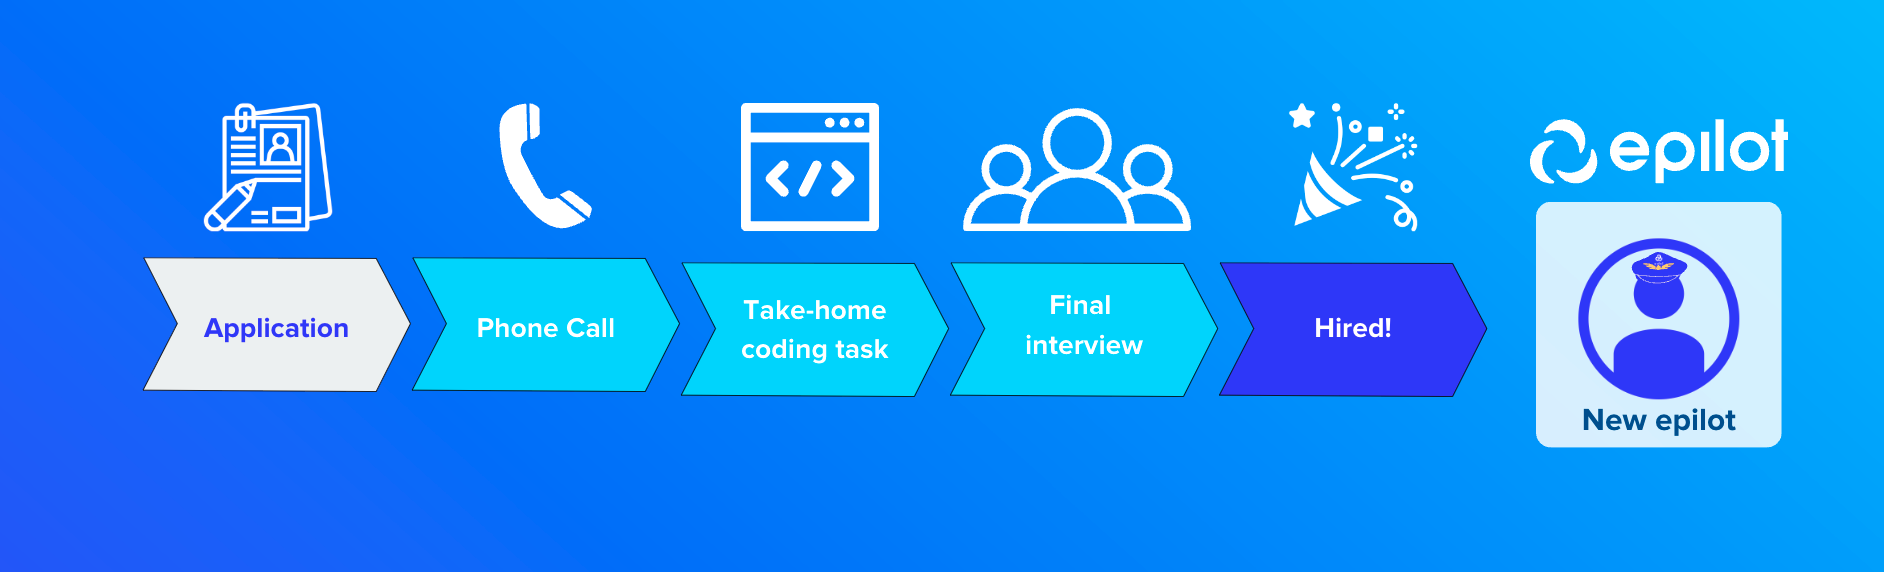 epilot
Application
Phone Call
Take-home
coding task
Final
interview
Hired!
New epilot